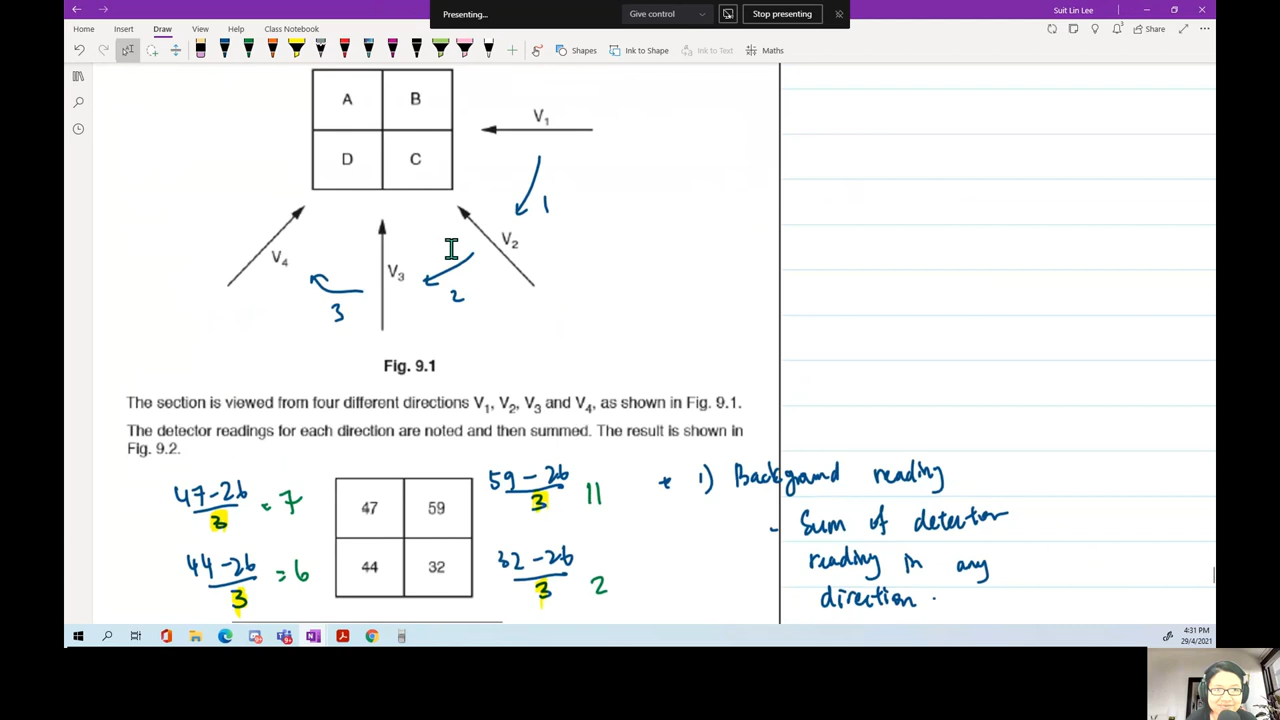 Presenting...
Give control
Stop presenting
Suit Lin Lee
Home
Insert
Draw
View
Help
Class Notebook
Share
Shapes
Ink to Shape
Ink to Text
Maths
A
B
D
C
V1
1
V2
2
V3
3
V4
Fig. 9.1
The section is viewed from four different directions V1, V2, V3 and V4, as shown in Fig. 9.1.
The detector readings for each direction are noted and then summed. The result is shown in
Fig. 9.2.
47 - 26
3
= 7
47
59
59 - 26
3
11
44 - 26
3
= 6
44
32
32 - 26
3
2
* 1) Background reading
- Sum of detector
reading in any
direction .
4:31 PM
29/4/2021